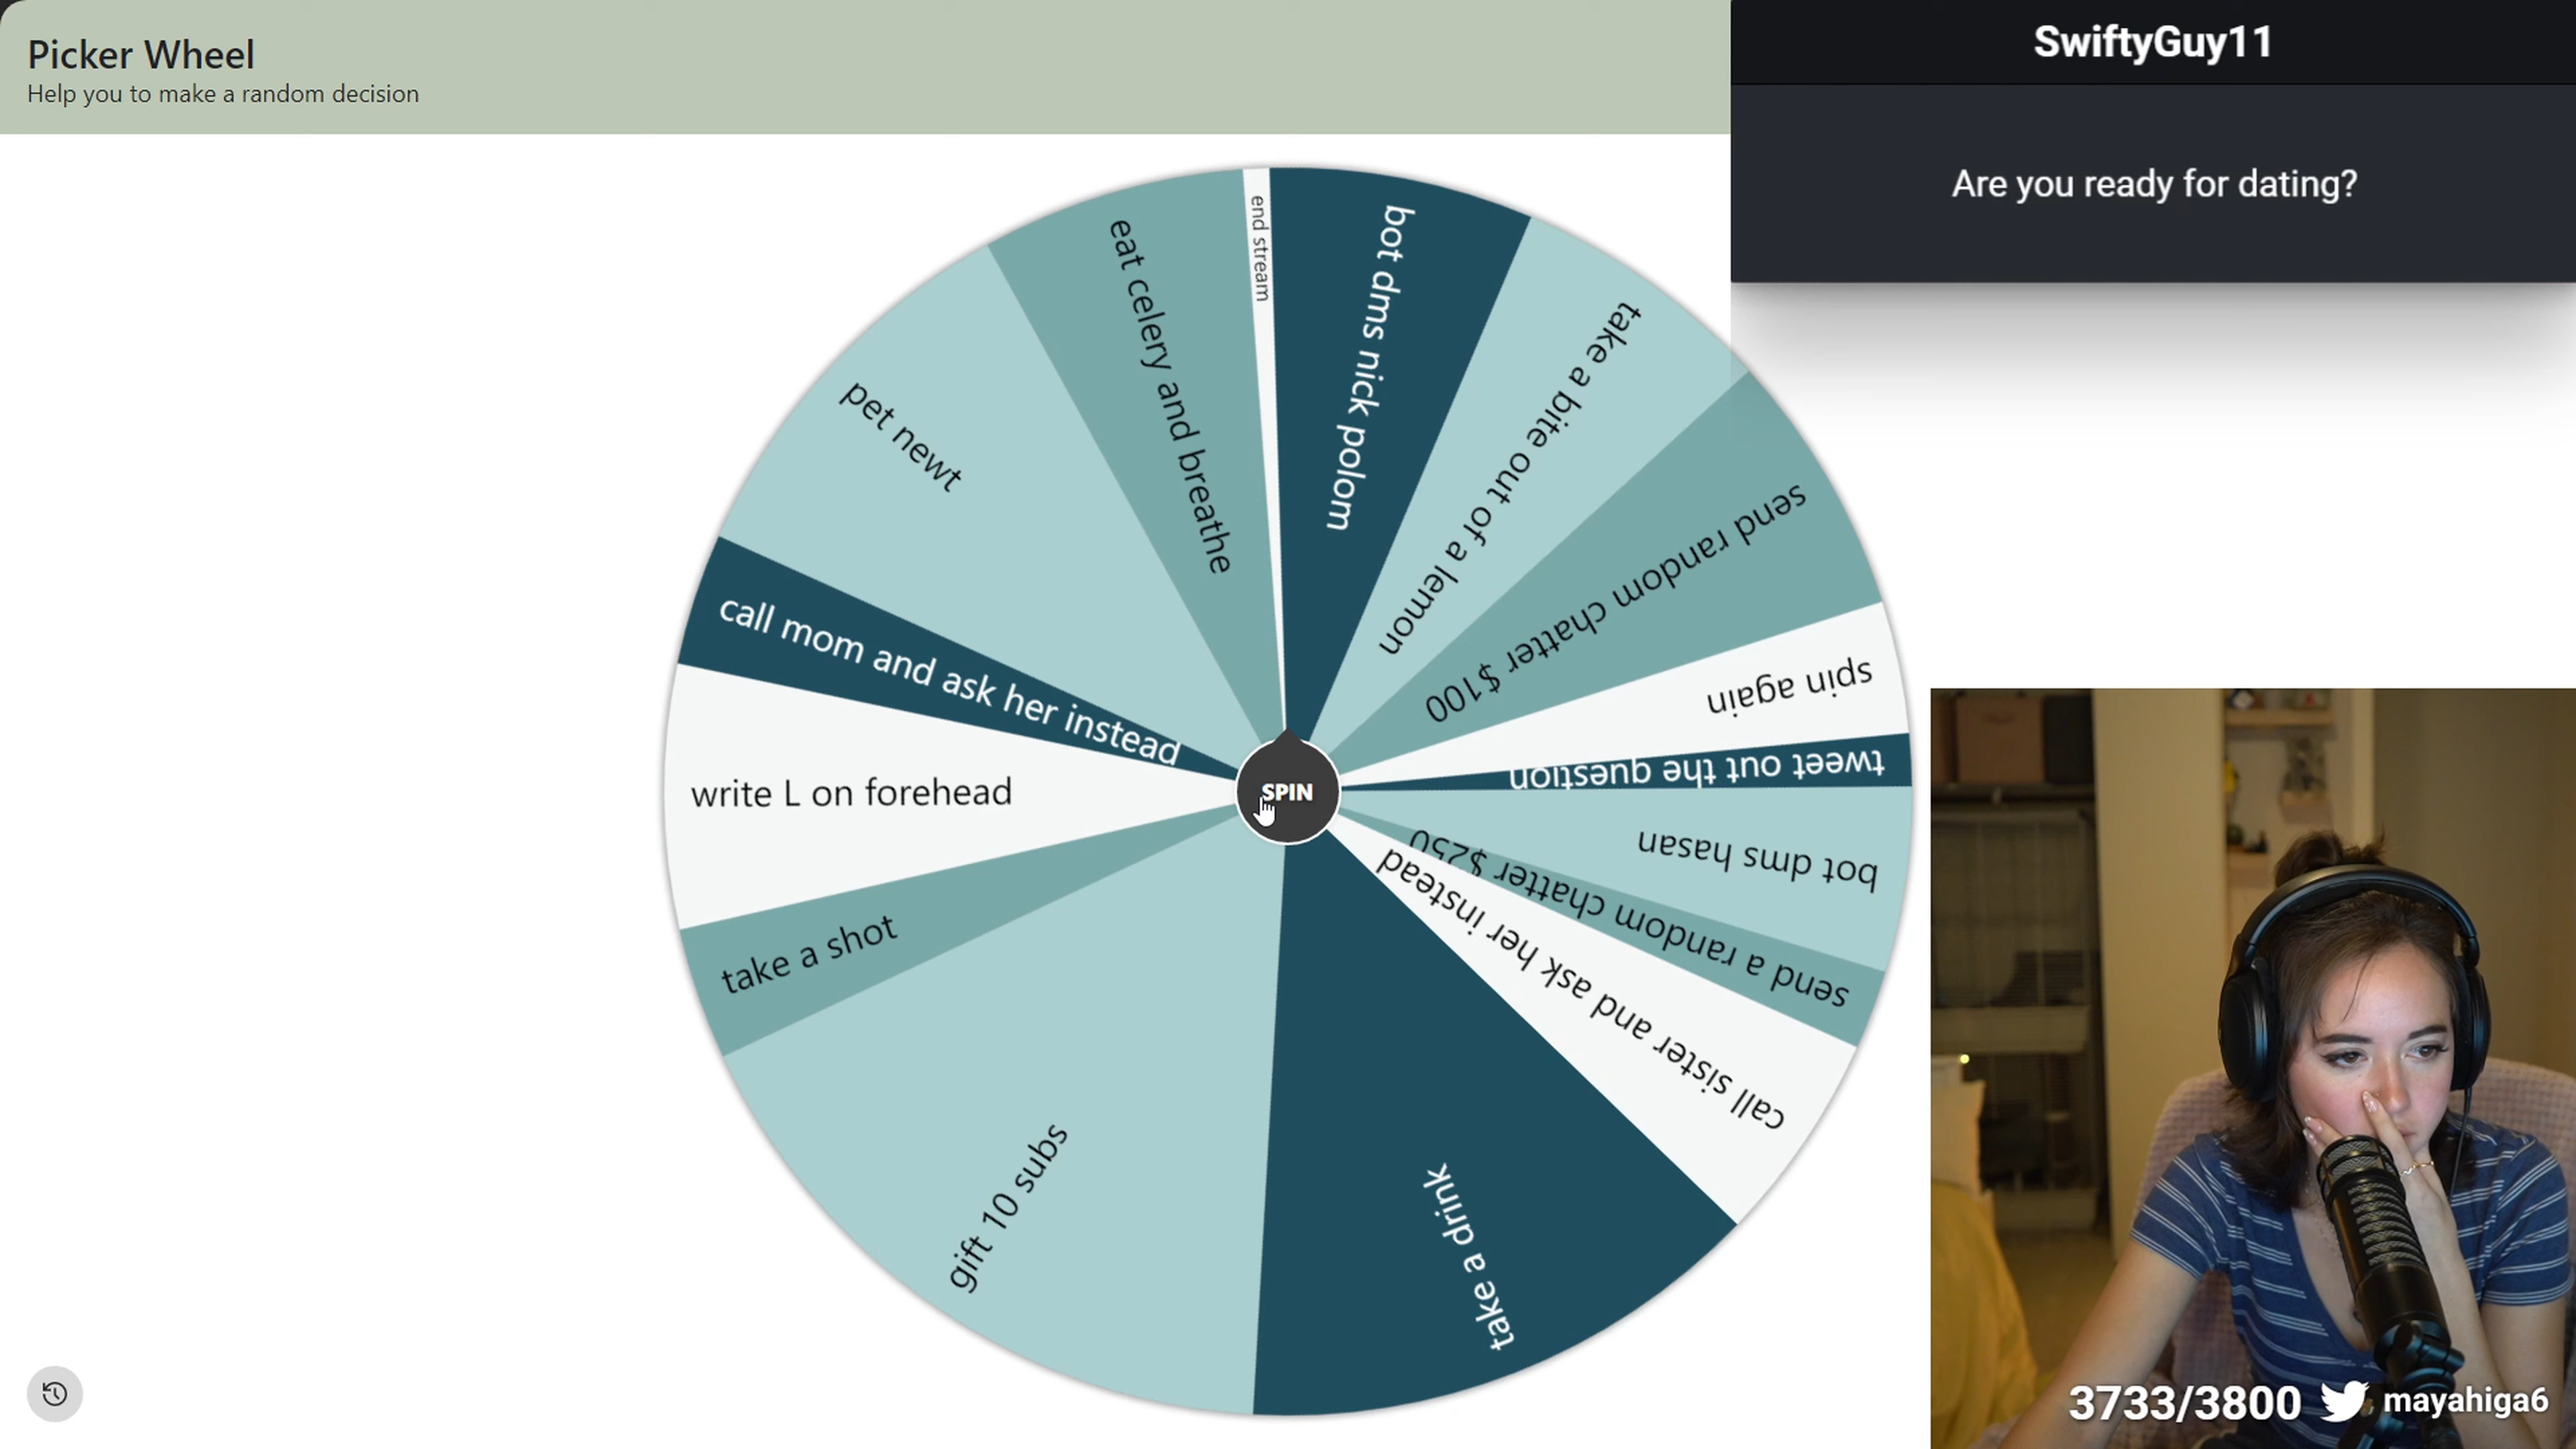 Picker Wheel
Help you to make a random decision
SwiftyGuy11
Are you ready for dating?
end stream
bot dms nick polom
take a bite out of a lemon
send random chatter $100
spin again
tweet out the question
bot dms hasan
send a random chatter $250
call sister and ask her instead
take a drink
gift 10 subs
take a shot
write L on forehead
call mom and ask her instead
pet newt
eat celery and breathe
SPIN
3733/3800 mayahiga6